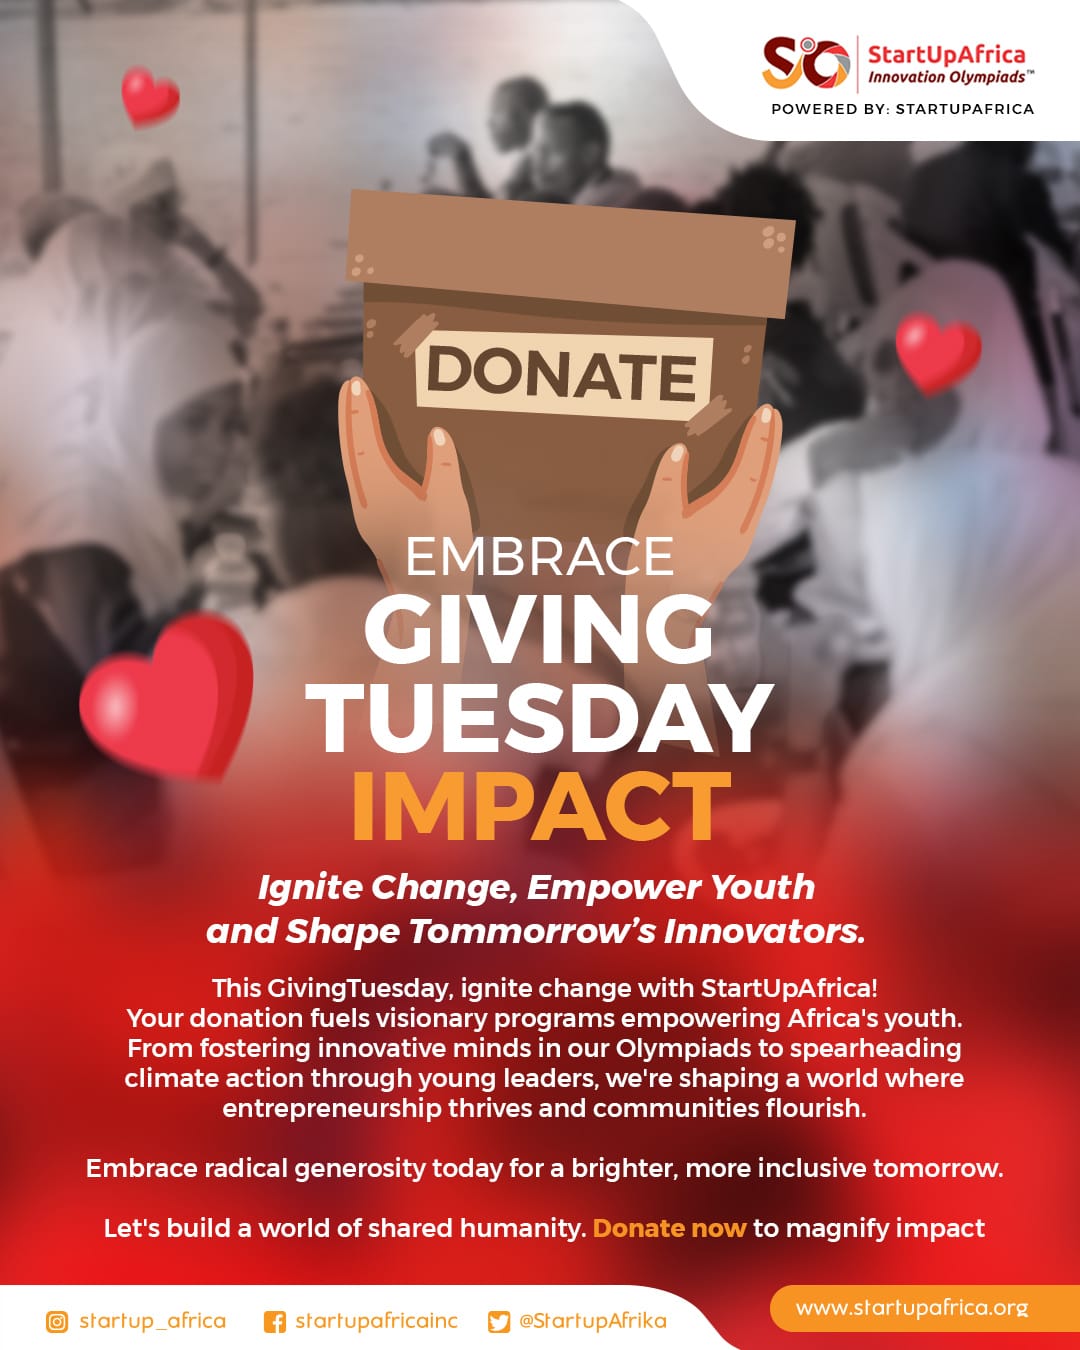 SIO
StartUpAfrica
Innovation Olympiads™
POWERED BY: STARTUPAFRICA
DONATE
EMBRACE
GIVING
TUESDAY
IMPACT
Ignite Change, Empower Youth
and Shape Tommorrow's Innovators.
This GivingTuesday, ignite change with StartUpAfrica!
Your donation fuels visionary programs empowering Africa's youth.
From fostering innovative minds in our Olympiads to spearheading
climate action through young leaders, we're shaping a world where
entrepreneurship thrives and communities flourish.
Embrace radical generosity today for a brighter, more inclusive tomorrow.
Let's build a world of shared humanity. Donate now to magnify impact
startup_africa
startupafricainc
@StartUpAfrika
www.startupafrica.org